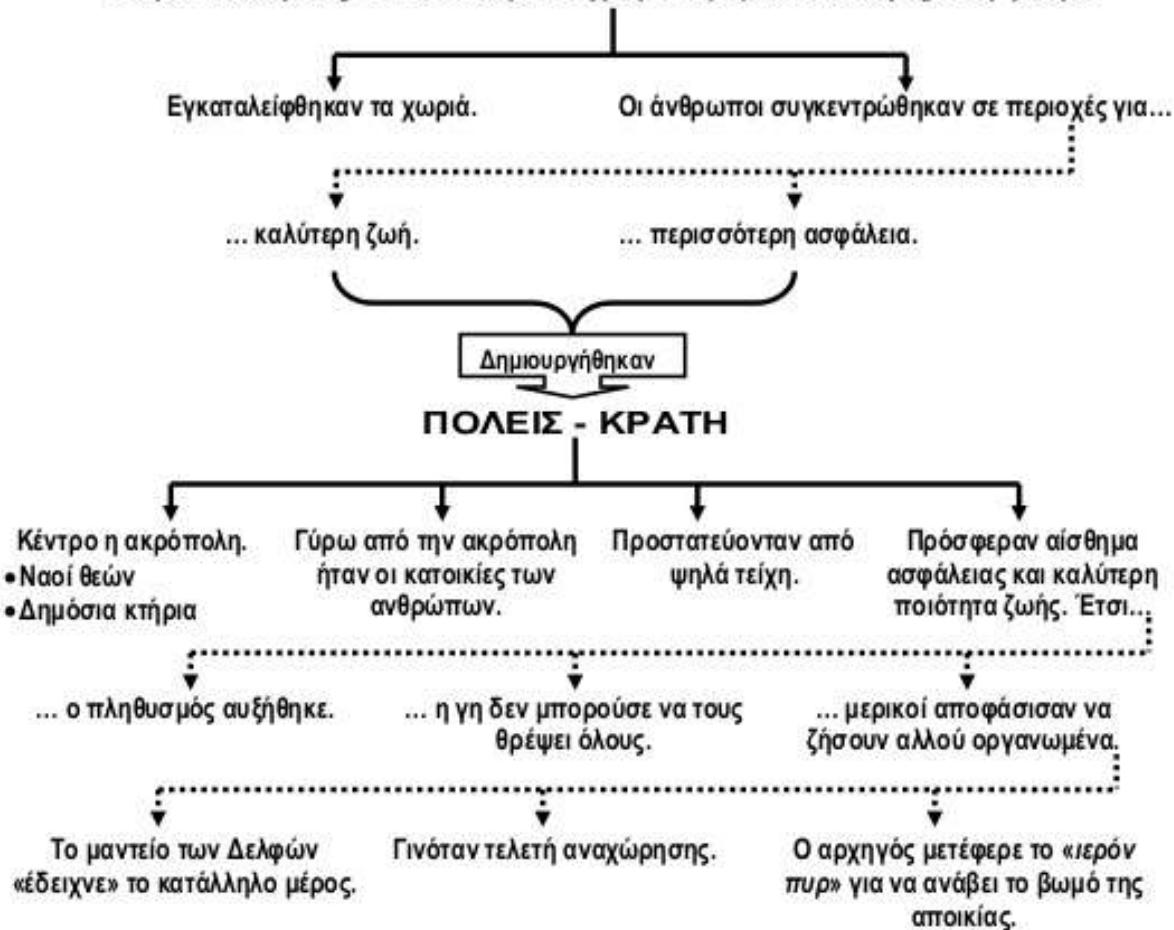 Εγκαταλείφθηκαν τα χωριά.
Οι άνθρωποι συγκεντρώθηκαν σε περιοχές για…
… καλύτερη ζωή.
… περισσότερη ασφάλεια.
Δημιουργήθηκαν
ΠΟΛΕΙΣ - ΚΡΑΤΗ
Κέντρο η ακρόπολη.
•Ναοί θεών
•Δημόσια κτήρια
Γύρω από την ακρόπολη
ήταν οι κατοικίες των
ανθρώπων.
Προστατεύονταν από
ψηλά τείχη.
Πρόσφεραν αίσθημα
ασφάλειας και καλύτερη
ποιότητα ζωής. Έτσι…
… ο πληθυσμός αυξήθηκε.
… η γη δεν μπορούσε να τους
θρέψει όλους.
… μερικοί αποφάσισαν να
ζήσουν αλλού οργανωμένα.
Το μαντείο των Δελφών
«έδειχνε» το κατάλληλο μέρος.
Γινόταν τελετή αναχώρησης.
Ο αρχηγός μετέφερε το «ιερόν
πυρ» για να ανάβει το βωμό της
αποικίας.